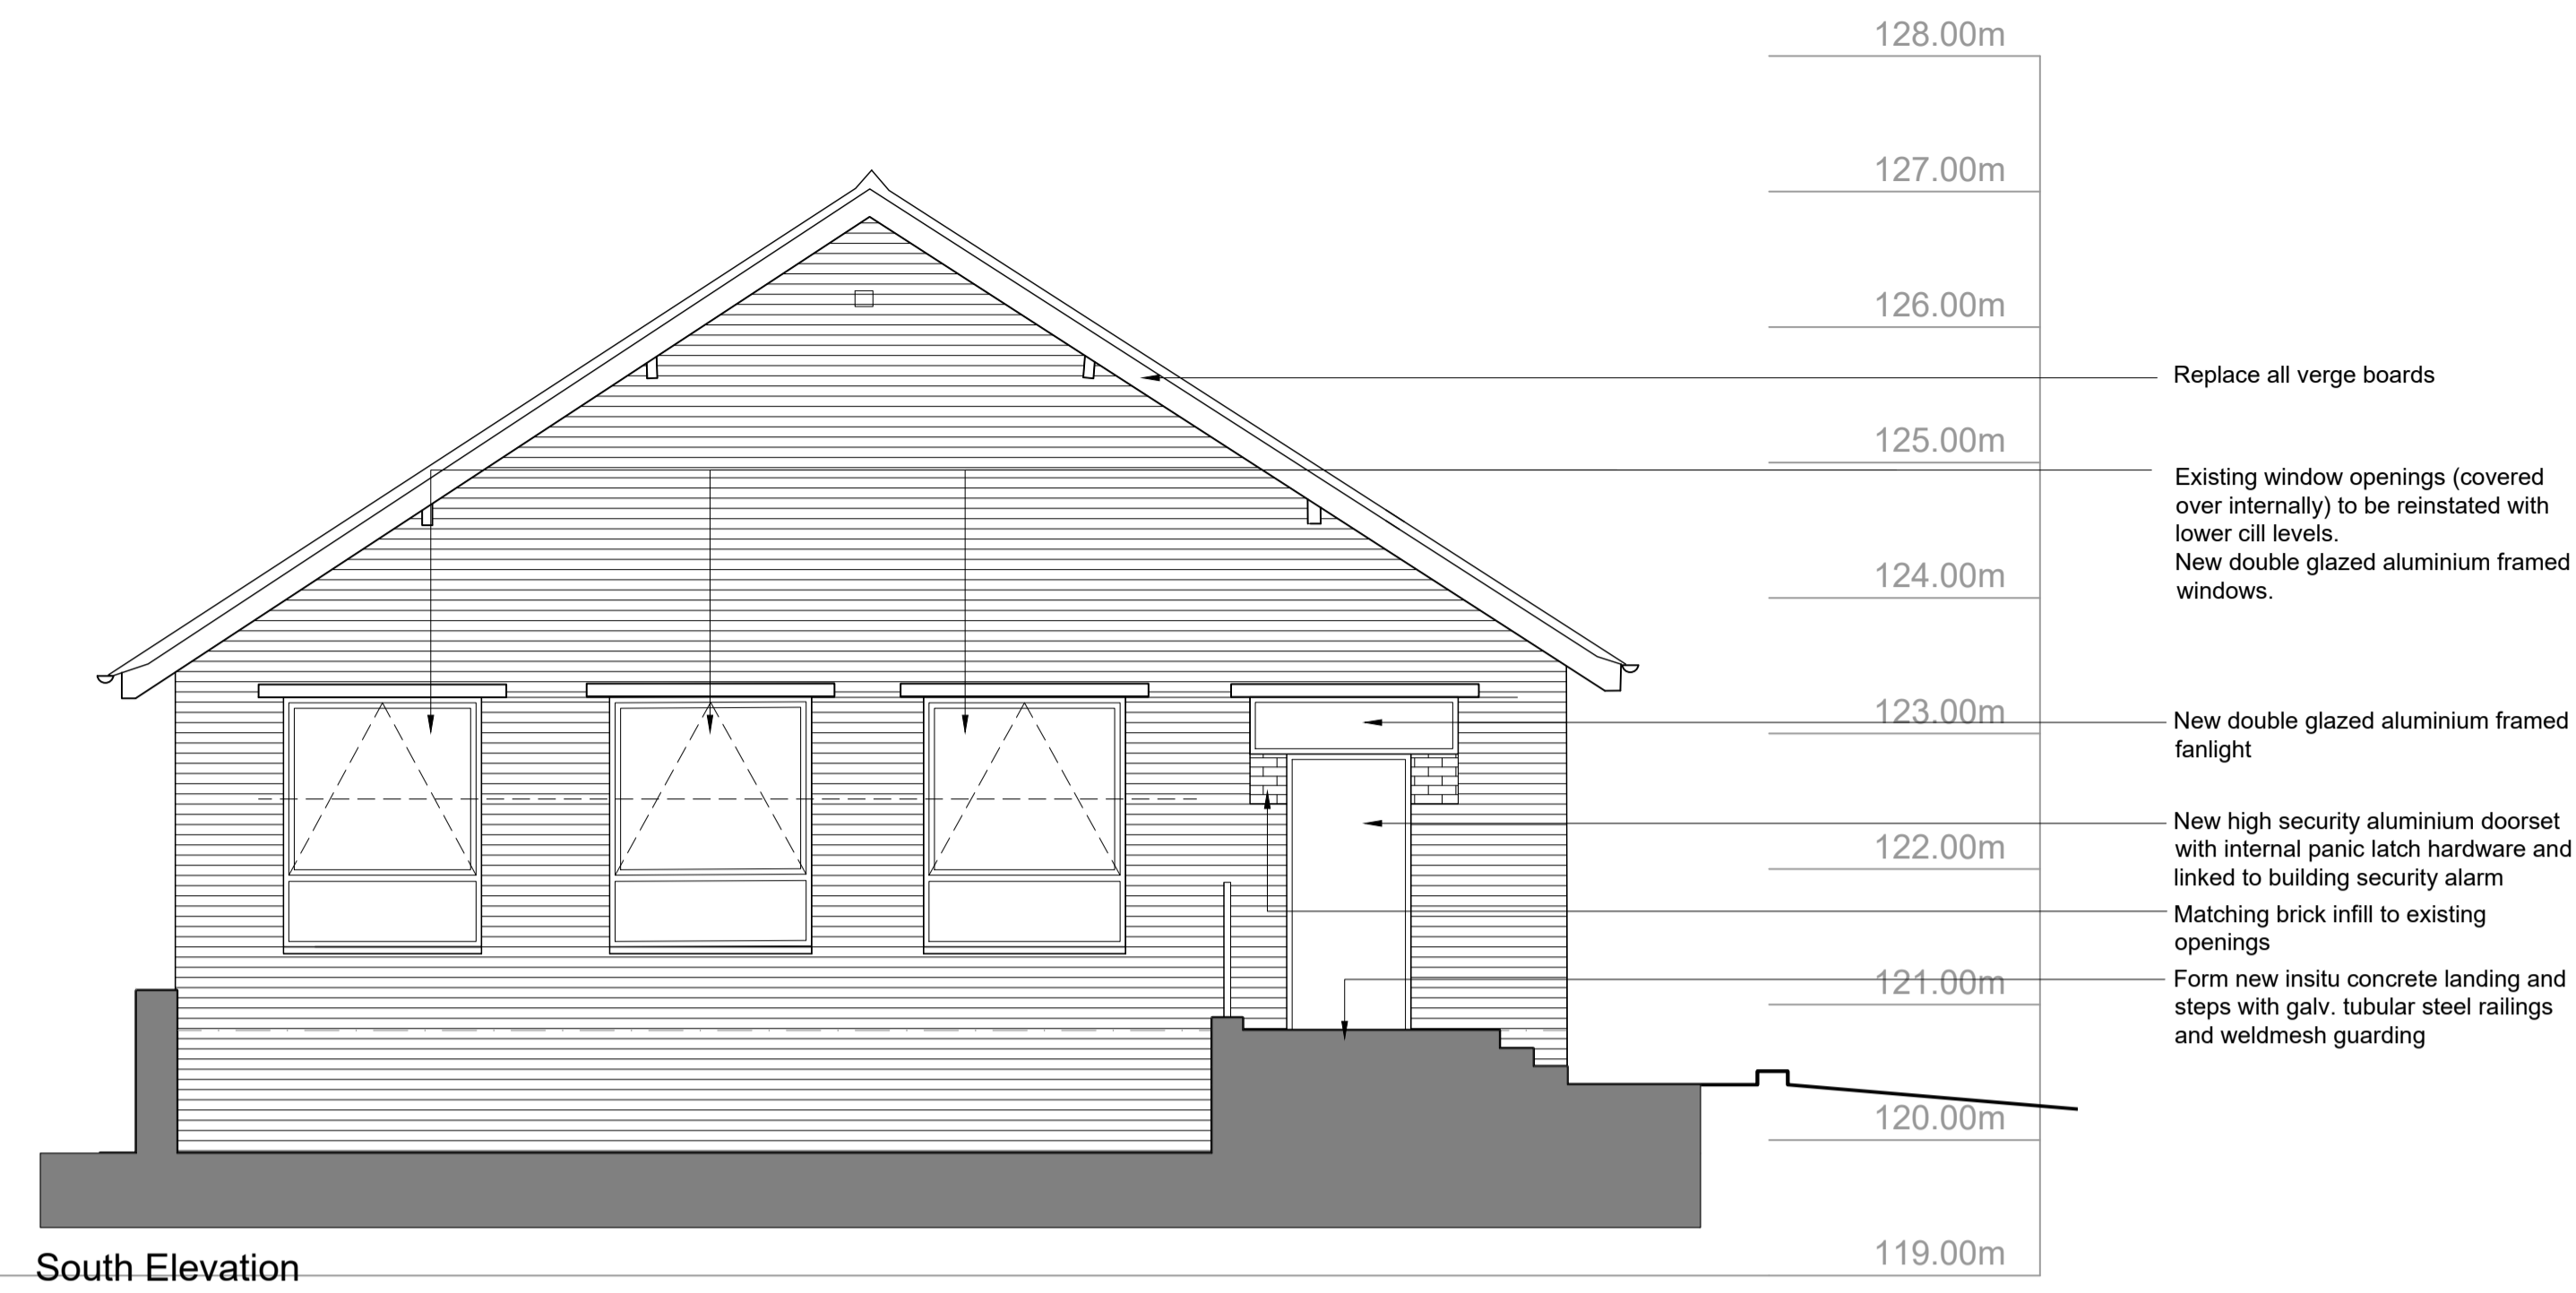 128.00m
127.00m
126.00m
Replace all verge boards
125.00m
Existing window openings (covered
over internally) to be reinstated with
lower cill levels.
New double glazed aluminium framed
windows.
124.00m
123.00m
New double glazed aluminium framed
fanlight
New high security aluminium doorset
with internal panic latch hardware and
linked to building security alarm
122.00m
Matching brick infill to existing
openings
121.00m
Form new insitu concrete landing and
steps with galv. tubular steel railings
and weldmesh guarding
120.00m
119.00m
South Elevation